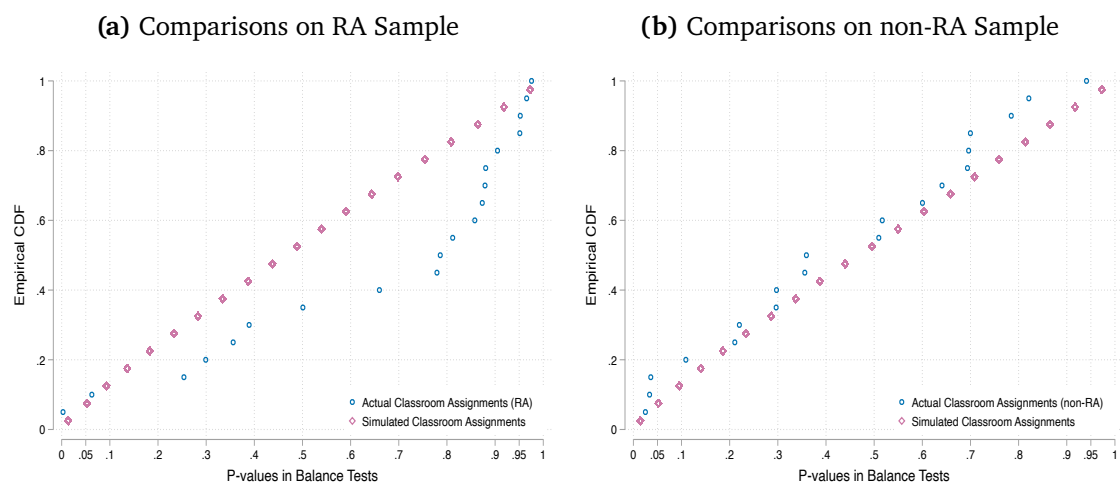 (a) Comparisons on RA Sample
Empirical CDF
1
.8
.6
.4
.2
0
Actual Classroom Assignments (RA)
Simulated Classroom Assignments
0 .05 .1 .2 .3 .4 .5 .6 .7 .8 .9 .95 1
P-values in Balance Tests
(b) Comparisons on non-RA Sample
Empirical CDF
1
.8
.6
.4
.2
0
Actual Classroom Assignments (non-RA)
Simulated Classroom Assignments
0 .05 .1 .2 .3 .4 .5 .6 .7 .8 .9 .95 1
P-values in Balance Tests